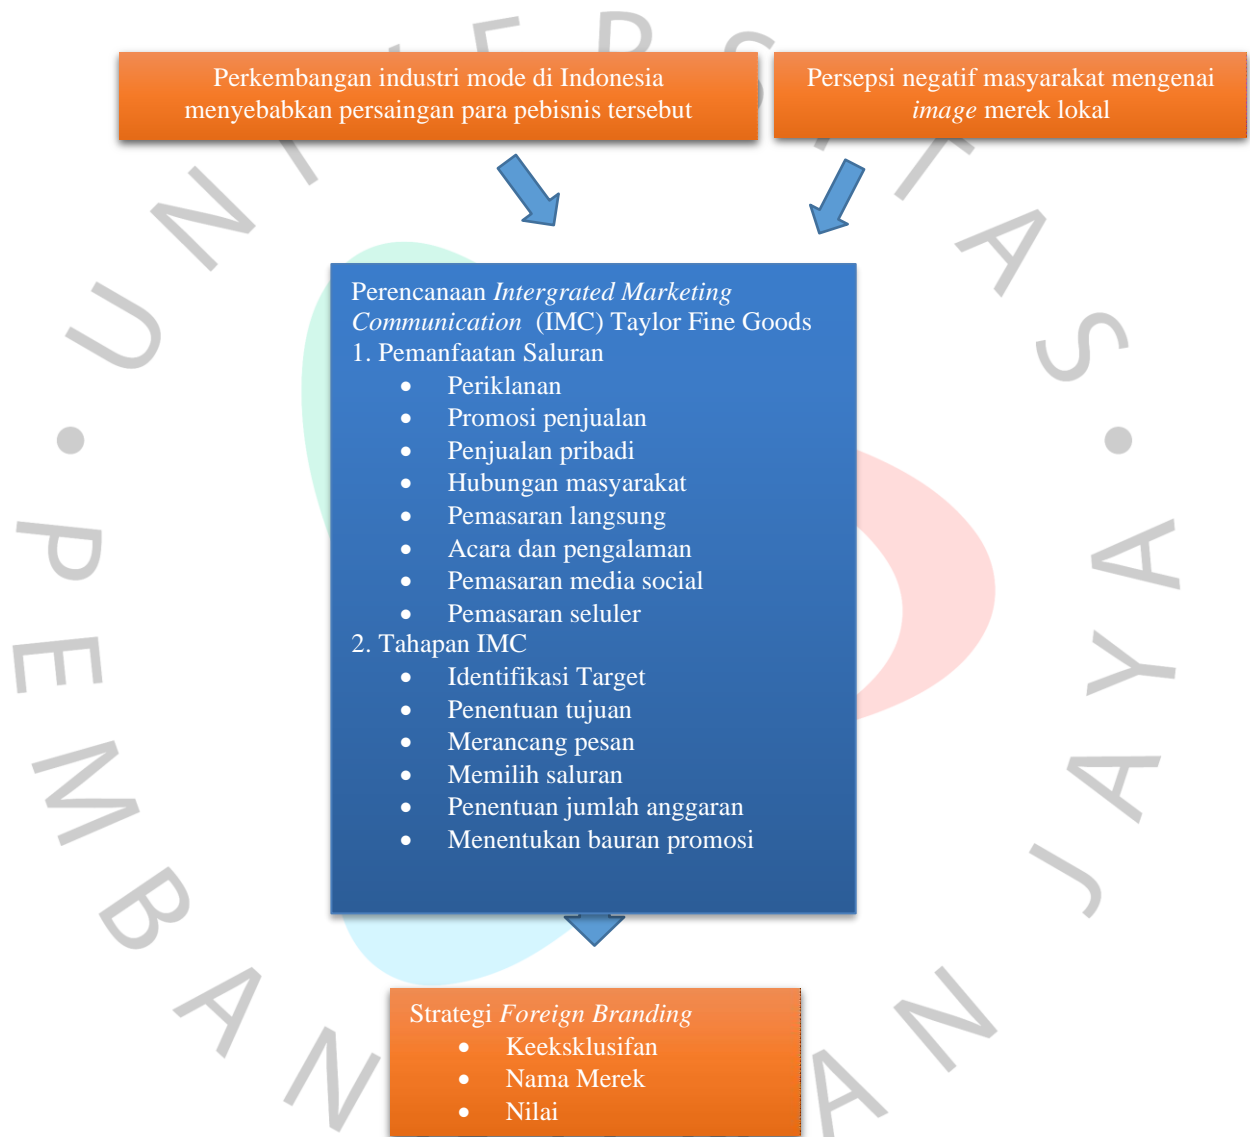 Perkembangan industri mode di Indonesia
menyebabkan persaingan para pebisnis tersebut
Persepsi negatif masyarakat mengenai
image merek lokal
Perencanaan Intergrated Marketing
Communication (IMC) Taylor Fine Goods
1. Pemanfaatan Saluran
• Periklanan
• Promosi penjualan
• Penjualan pribadi
• Hubungan masyarakat
• Pemasaran langsung
• Acara dan pengalaman
• Pemasaran media social
• Pemasaran seluler
2. Tahapan IMC
• Identifikasi Target
• Penentuan tujuan
• Merancang pesan
• Memilih saluran
• Penentuan jumlah anggaran
• Menentukan bauran promosi
Strategi Foreign Branding
• Keeksklusifan
• Nama Merek
• Nilai